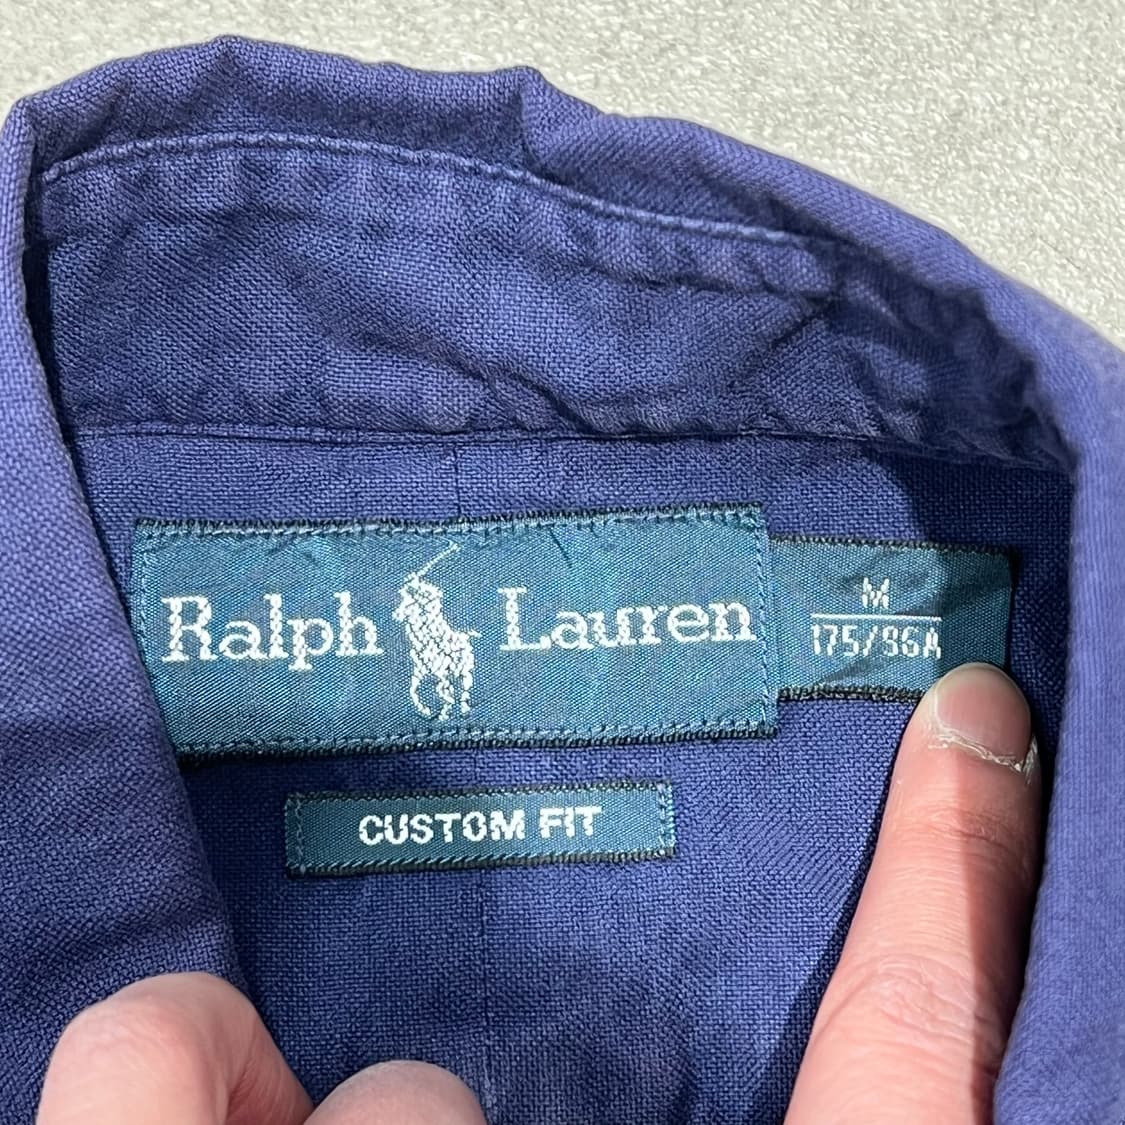 Ralph Lauren
M
175/96A
CUSTOM FIT